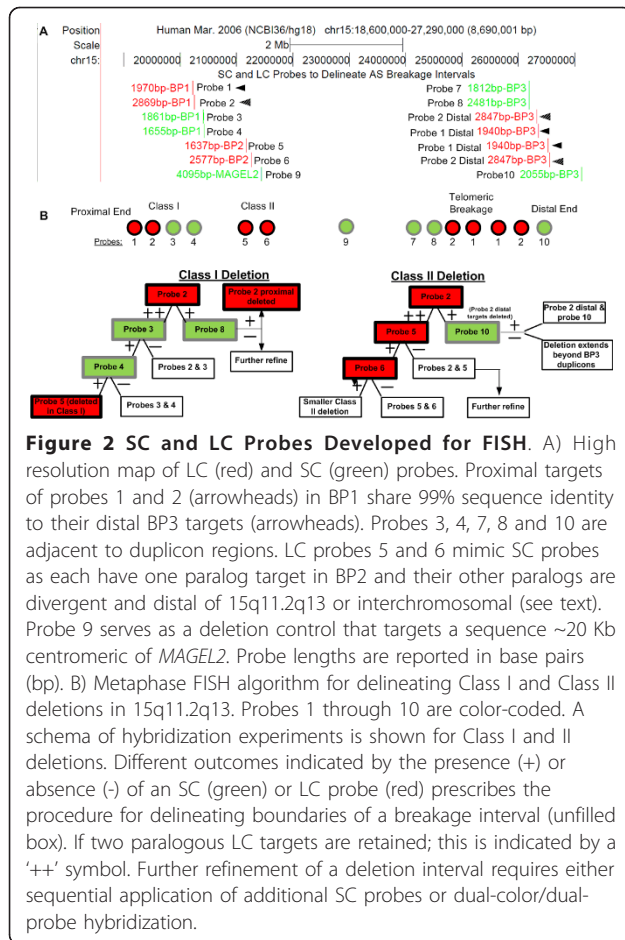 A Position Human Mar. 2006 (NCBI36/hg18) chr15:18,600,000-27,290,000 (8,690,001 bp)
Scale 2 Mb
chr15: 20000000 21000000 22000000 23000000 24000000 25000000 26000000 27000000
SC and LC Probes to Delineate AS Breakage Intervals
1970bp-BP1 Probe 1 Probe 7 1812bp-BP3
2869bp-BP1 Probe 2 Probe 8 2481bp-BP3
1861bp-BP1 Probe 3 Probe 2 Distal 2847bp-BP3
1655bp-BP1 Probe 4 Probe 1 Distal 1940bp-BP3
1637bp-BP2 Probe 5 Probe 1 Distal 1940bp-BP3
2577bp-BP2 Probe 6 Probe 2 Distal 2847bp-BP3
4095bp-MAGEL2 Probe 9 Probe10 2055bp-BP3
B
Proximal End Class I Class II Telomeric Breakage Distal End
Probes: 1 2 3 4 5 6 9 7 8 2 1 1 2 10
Class I Deletion Class II Deletion
Probe 2 Probe 2 proximal deleted Probe 2
++ + ++ + (Probe 2 distal targets deleted)
Probe 3 Probe 8 + − Probe 5 Probe 10 + − Probe 2 distal & probe 10
+ − Further refine + − Deletion extends beyond BP3 duplicons
Probe 4 Probes 2 & 3 Probe 6 Probes 2 & 5
+ − + −
Probe 5 (deleted in Class I) Probes 3 & 4 Smaller Class II deletion Probes 5 & 6 Further refine
Figure 2 SC and LC Probes Developed for FISH. A) High
resolution map of LC (red) and SC (green) probes. Proximal targets
of probes 1 and 2 (arrowheads) in BP1 share 99% sequence identity
to their distal BP3 targets (arrowheads). Probes 3, 4, 7, 8 and 10 are
adjacent to duplicon regions. LC probes 5 and 6 mimic SC probes
as each have one paralog target in BP2 and their other paralogs are
divergent and distal of 15q11.2q13 or interchromosomal (see text).
Probe 9 serves as a deletion control that targets a sequence ~20 Kb
centromeric of MAGEL2. Probe lengths are reported in base pairs
(bp). B) Metaphase FISH algorithm for delineating Class I and Class II
deletions in 15q11.2q13. Probes 1 through 10 are color-coded. A
schema of hybridization experiments is shown for Class I and II
deletions. Different outcomes indicated by the presence (+) or
absence (-) of an SC (green) or LC probe (red) prescribes the
procedure for delineating boundaries of a breakage interval (unfilled
box). If two paralogous LC targets are retained; this is indicated by a
'++' symbol. Further refinement of a deletion interval requires either
sequential application of additional SC probes or dual-color/dual-
probe hybridization.